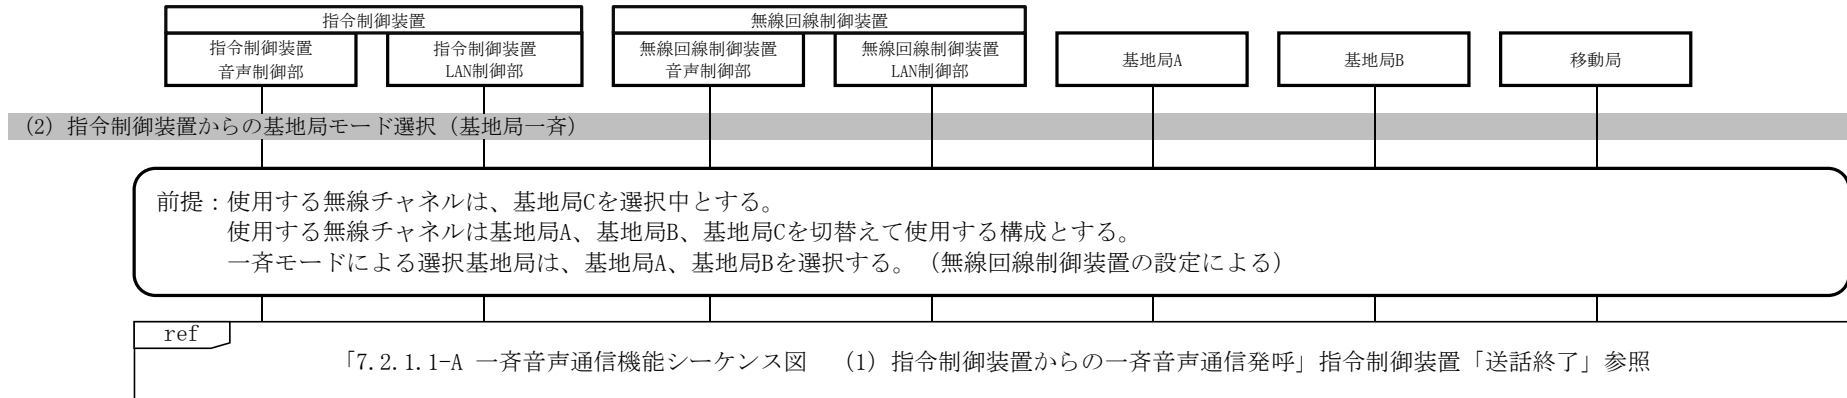 指令制御装置
無線回線制御装置
指令制御装置
音声制御部
指令制御装置
LAN制御部
無線回線制御装置
音声制御部
無線回線制御装置
LAN制御部
基地局A
基地局B
移動局
(2) 指令制御装置からの基地局モード選択（基地局一斉）
前提：使用する無線チャネルは、基地局Cを選択中とする。
使用する無線チャネルは基地局A、基地局B、基地局Cを切替えて使用する構成とする。
一斉モードによる選択基地局は、基地局A、基地局Bを選択する。（無線回線制御装置の設定による）
ref
「7.2.1.1-A 一斉音声通信機能シーケンス図　(1) 指令制御装置からの一斉音声通信発呼」指令制御装置「送話終了」参照